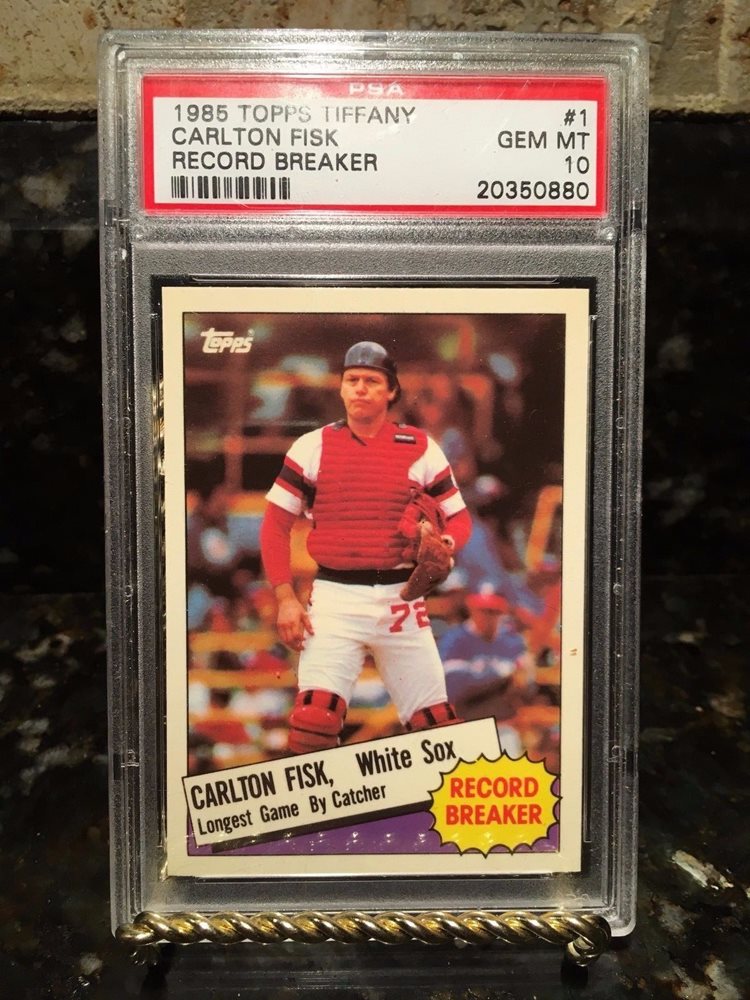 PSA
1985 TOPPS TIFFANY #1
CARLTON FISK GEM MT
RECORD BREAKER 10
20350880
topps
72
CARLTON FISK, White Sox
Longest Game By Catcher
RECORD
BREAKER